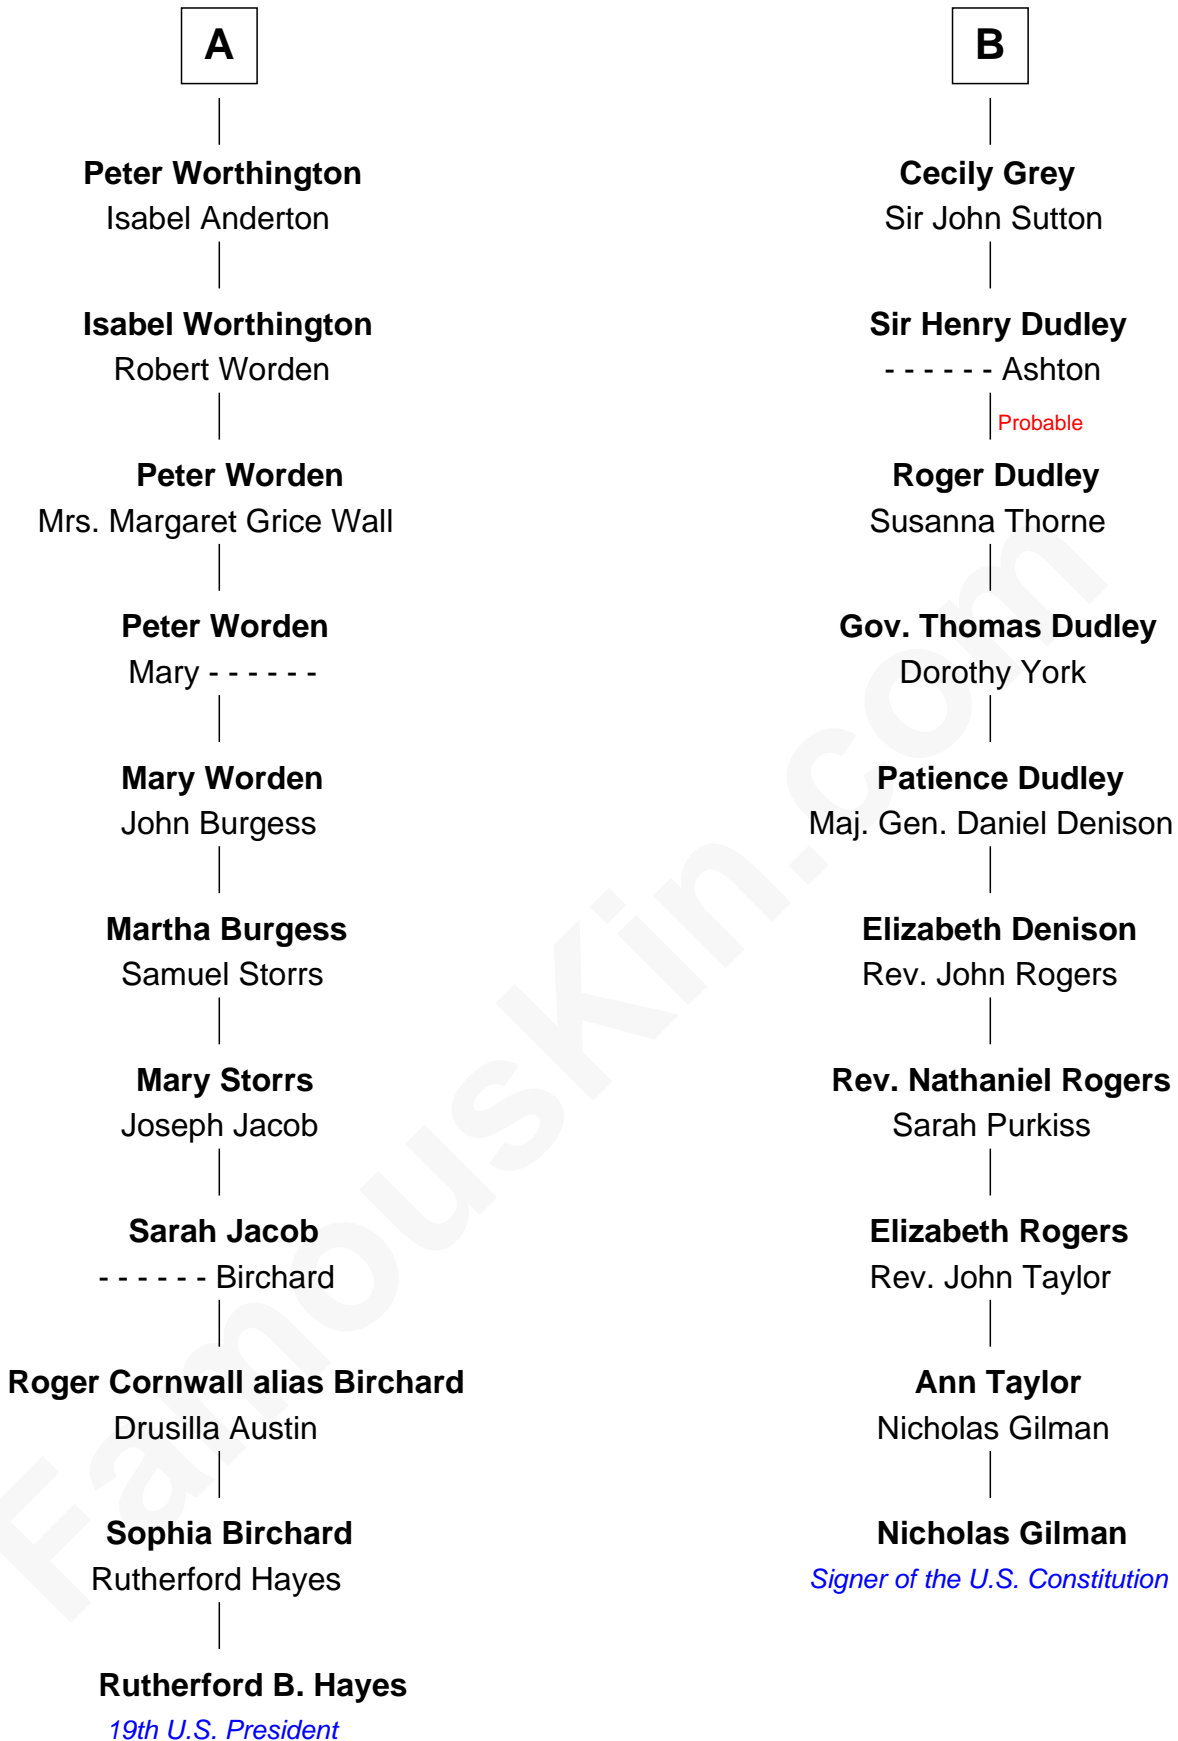 A
Peter Worthington
Isabel Anderton
Isabel Worthington
Robert Worden
Peter Worden
Mrs. Margaret Grice Wall
Peter Worden
Mary - - - - - -
Mary Worden
John Burgess
Martha Burgess
Samuel Storrs
Mary Storrs
Joseph Jacob
Sarah Jacob
- - - - - - Birchard
Roger Cornwall alias Birchard
Drusilla Austin
Sophia Birchard
Rutherford Hayes
Rutherford B. Hayes
19th U.S. President
B
Cecily Grey
Sir John Sutton
Sir Henry Dudley
- - - - - - Ashton
Probable
Roger Dudley
Susanna Thorne
Gov. Thomas Dudley
Dorothy York
Patience Dudley
Maj. Gen. Daniel Denison
Elizabeth Denison
Rev. John Rogers
Rev. Nathaniel Rogers
Sarah Purkiss
Elizabeth Rogers
Rev. John Taylor
Ann Taylor
Nicholas Gilman
Nicholas Gilman
Signer of the U.S. Constitution
FamousKin.com